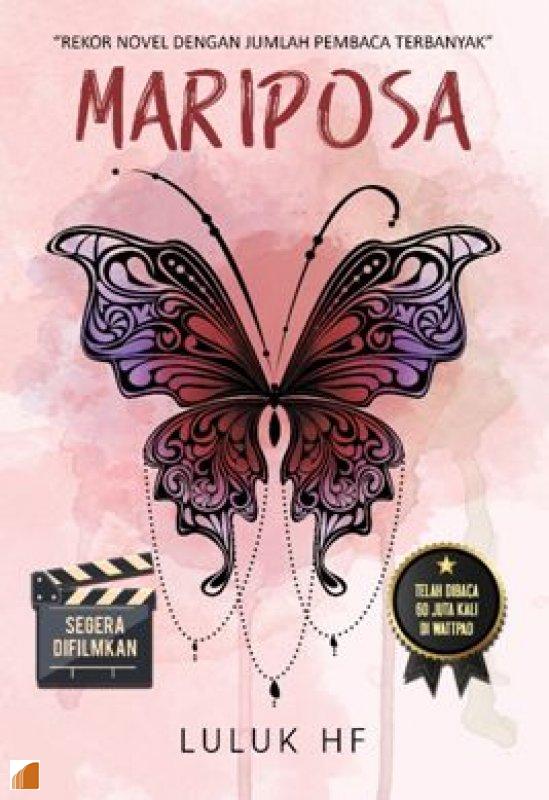 "REKOR NOVEL DENGAN JUMLAH PEMBACA TERBANYAK"
MARIPOSA
SEGERA
DIFILMKAN
TELAH DIBACA
60 JUTA KALI
DI WATTPAD
LULUK HF